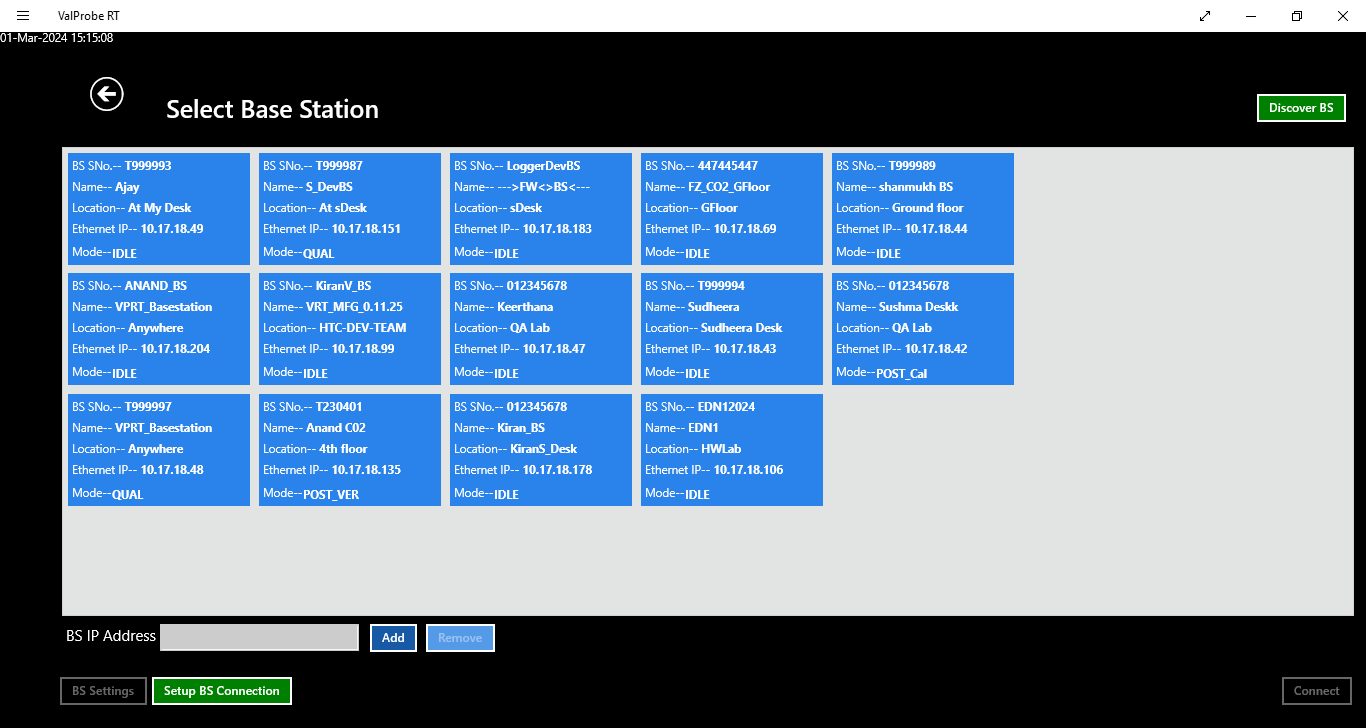 ValProbe RT
01-Mar-2024 15:15:08
Select Base Station
Discover BS
BS SNo.-- T999993
Name-- Ajay
Location-- At My Desk
Ethernet IP-- 10.17.18.49
Mode--IDLE
BS SNo.-- T999987
Name-- S_DevBS
Location-- At sDesk
Ethernet IP-- 10.17.18.151
Mode--QUAL
BS SNo.-- LoggerDevBS
Name-- --->FW<>BS<---
Location-- sDesk
Ethernet IP-- 10.17.18.183
Mode--IDLE
BS SNo.-- 447445447
Name-- FZ_CO2_GFloor
Location-- GFloor
Ethernet IP-- 10.17.18.69
Mode--IDLE
BS SNo.-- T999989
Name-- shanmukh BS
Location-- Ground floor
Ethernet IP-- 10.17.18.44
Mode--IDLE
BS SNo.-- ANAND_BS
Name-- VPRT_Basestation
Location-- Anywhere
Ethernet IP-- 10.17.18.204
Mode--IDLE
BS SNo.-- KiranV_BS
Name-- VRT_MFG_0.11.25
Location-- HTC-DEV-TEAM
Ethernet IP-- 10.17.18.99
Mode--IDLE
BS SNo.-- 012345678
Name-- Keerthana
Location-- QA Lab
Ethernet IP-- 10.17.18.47
Mode--IDLE
BS SNo.-- T999994
Name-- Sudheera
Location-- Sudheera Desk
Ethernet IP-- 10.17.18.43
Mode--IDLE
BS SNo.-- 012345678
Name-- Sushma Deskk
Location-- QA Lab
Ethernet IP-- 10.17.18.42
Mode--POST_Cal
BS SNo.-- T999997
Name-- VPRT_Basestation
Location-- Anywhere
Ethernet IP-- 10.17.18.48
Mode--QUAL
BS SNo.-- T230401
Name-- Anand C02
Location-- 4th floor
Ethernet IP-- 10.17.18.135
Mode--POST_VER
BS SNo.-- 012345678
Name-- Kiran_BS
Location-- KiranS_Desk
Ethernet IP-- 10.17.18.178
Mode--IDLE
BS SNo.-- EDN12024
Name-- EDN1
Location-- HWLab
Ethernet IP-- 10.17.18.106
Mode--IDLE
BS IP Address
Add
Remove
BS Settings
Setup BS Connection
Connect